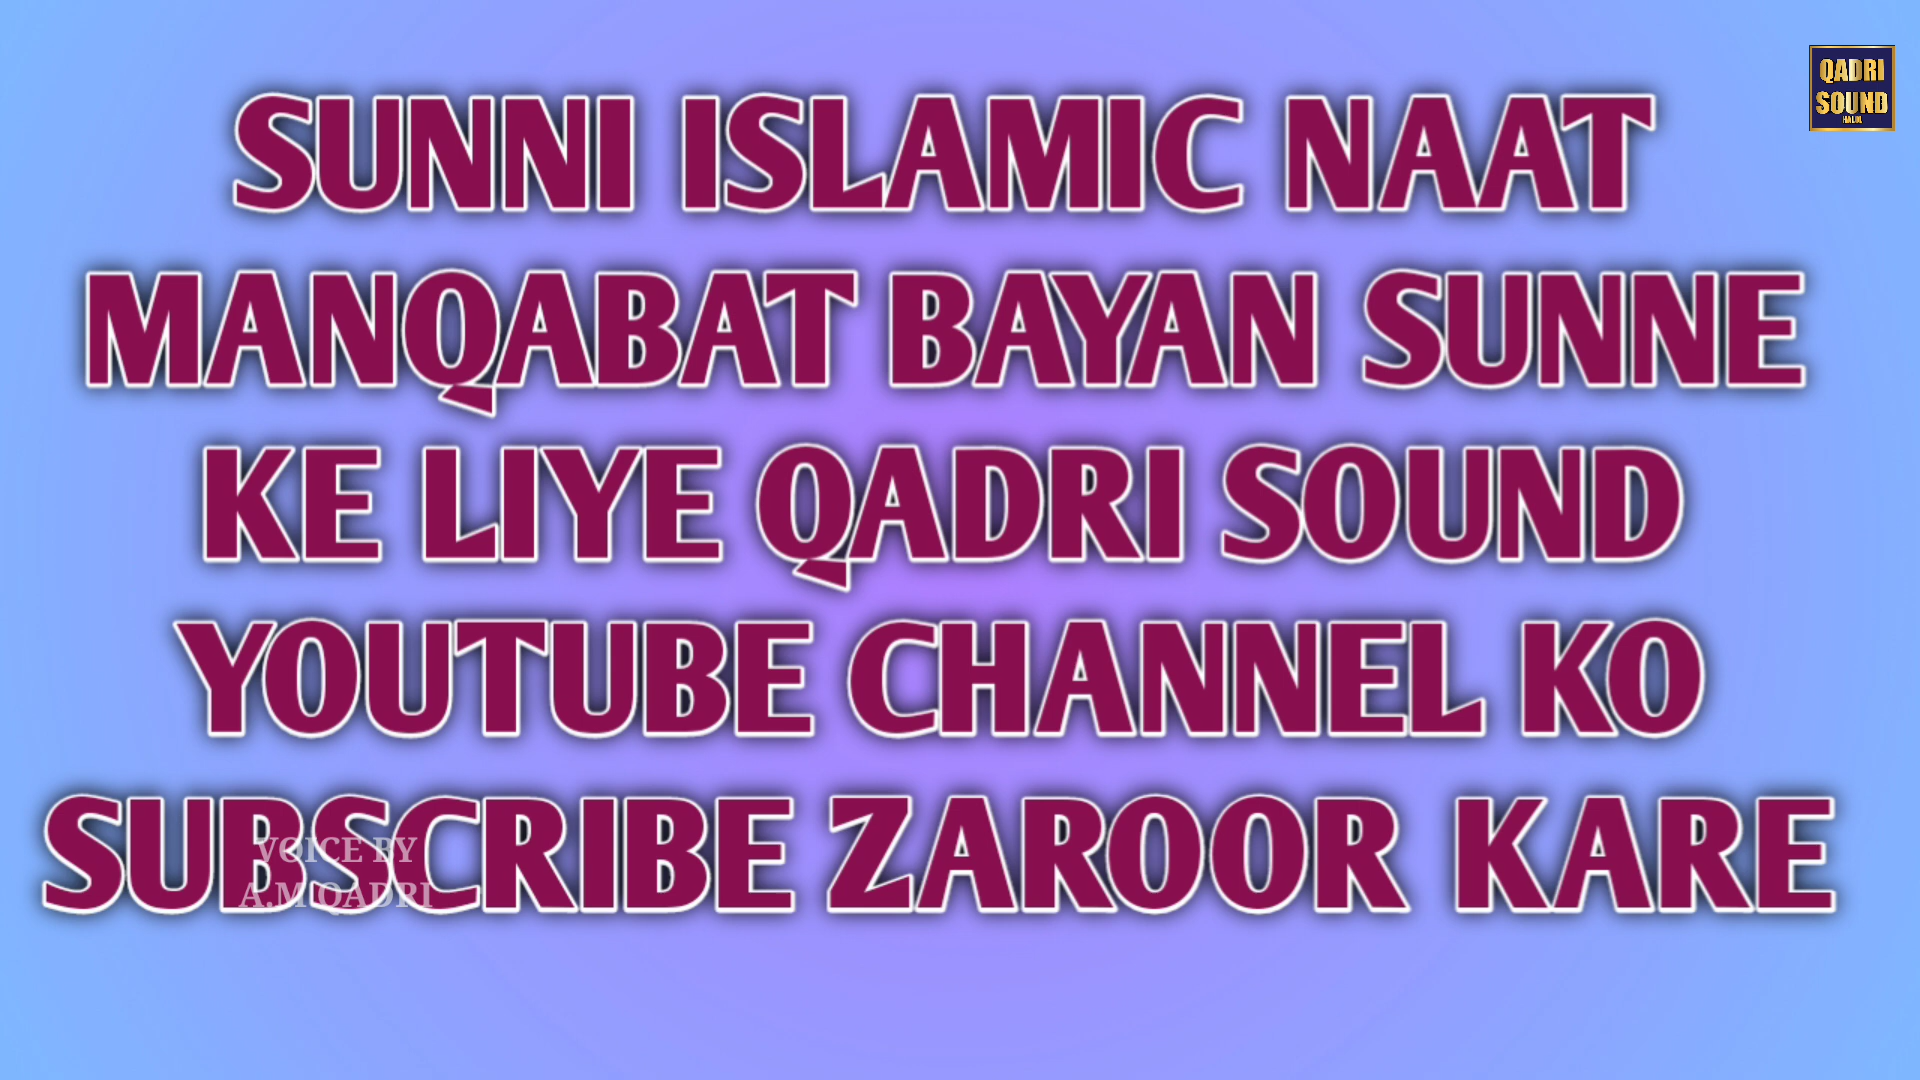 QADRI
SOUND
HALOL
SUNNI ISLAMIC NAAT
MANQABAT BAYAN SUNNE
KE LIYE QADRI SOUND
YOUTUBE CHANNEL KO
SUBSCRIBE ZAROOR KARE
VOICE BY
A.M QADRI